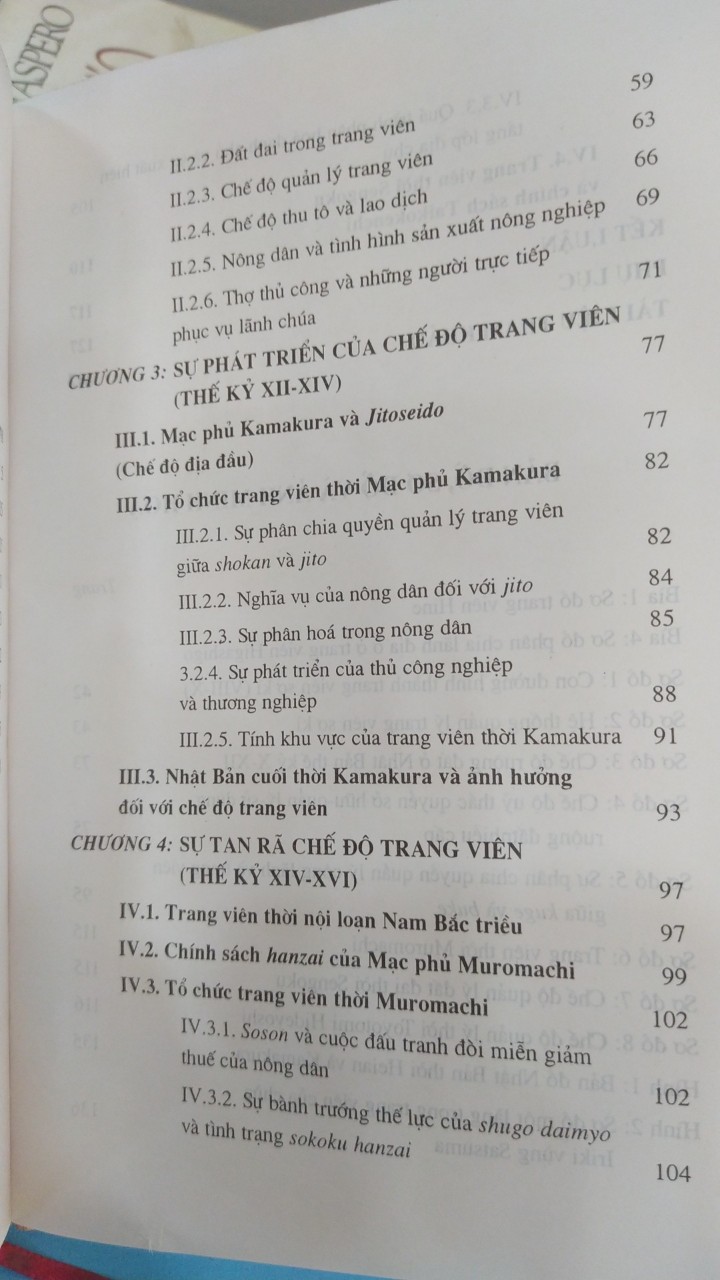 ASPERO
II.2.2. Đất đai trong trang viên 59
II.2.3. Chế độ quản lý trang viên 63
II.2.4. Chế độ thu tô và lao dịch 66
II.2.5. Nông dân và tình hình sản xuất nông nghiệp 69
II.2.6. Thợ thủ công và những người trực tiếp
phục vụ lãnh chúa 71
CHƯƠNG 3: SỰ PHÁT TRIỂN CỦA CHẾ ĐỘ TRANG VIÊN
(THẾ KỶ XII-XIV) 77
III.1. Mạc phủ Kamakura và Jitoseido
(Chế độ địa đầu) 77
III.2. Tổ chức trang viên thời Mạc phủ Kamakura 82
III.2.1. Sự phân chia quyền quản lý trang viên
giữa shokan và jito 82
III.2.2. Nghĩa vụ của nông dân đối với jito 84
III.2.3. Sự phân hoá trong nông dân 85
3.2.4. Sự phát triển của thủ công nghiệp
và thương nghiệp 88
III.2.5. Tính khu vực của trang viên thời Kamakura 91
III.3. Nhật Bản cuối thời Kamakura và ảnh hưởng
đối với chế độ trang viên 93
CHƯƠNG 4: SỰ TAN RÃ CHẾ ĐỘ TRANG VIÊN
(THẾ KỶ XIV-XVI) 97
IV.1. Trang viên thời nội loạn Nam Bắc triều 97
IV.2. Chính sách hanzai của Mạc phủ Muromachi 99
IV.3. Tổ chức trang viên thời Muromachi 102
IV.3.1. Soson và cuộc đấu tranh đòi miễn giảm
thuế của nông dân 102
IV.3.2. Sự bành trướng thế lực của shugo daimyo
và tình trạng sokoku hanzai 104